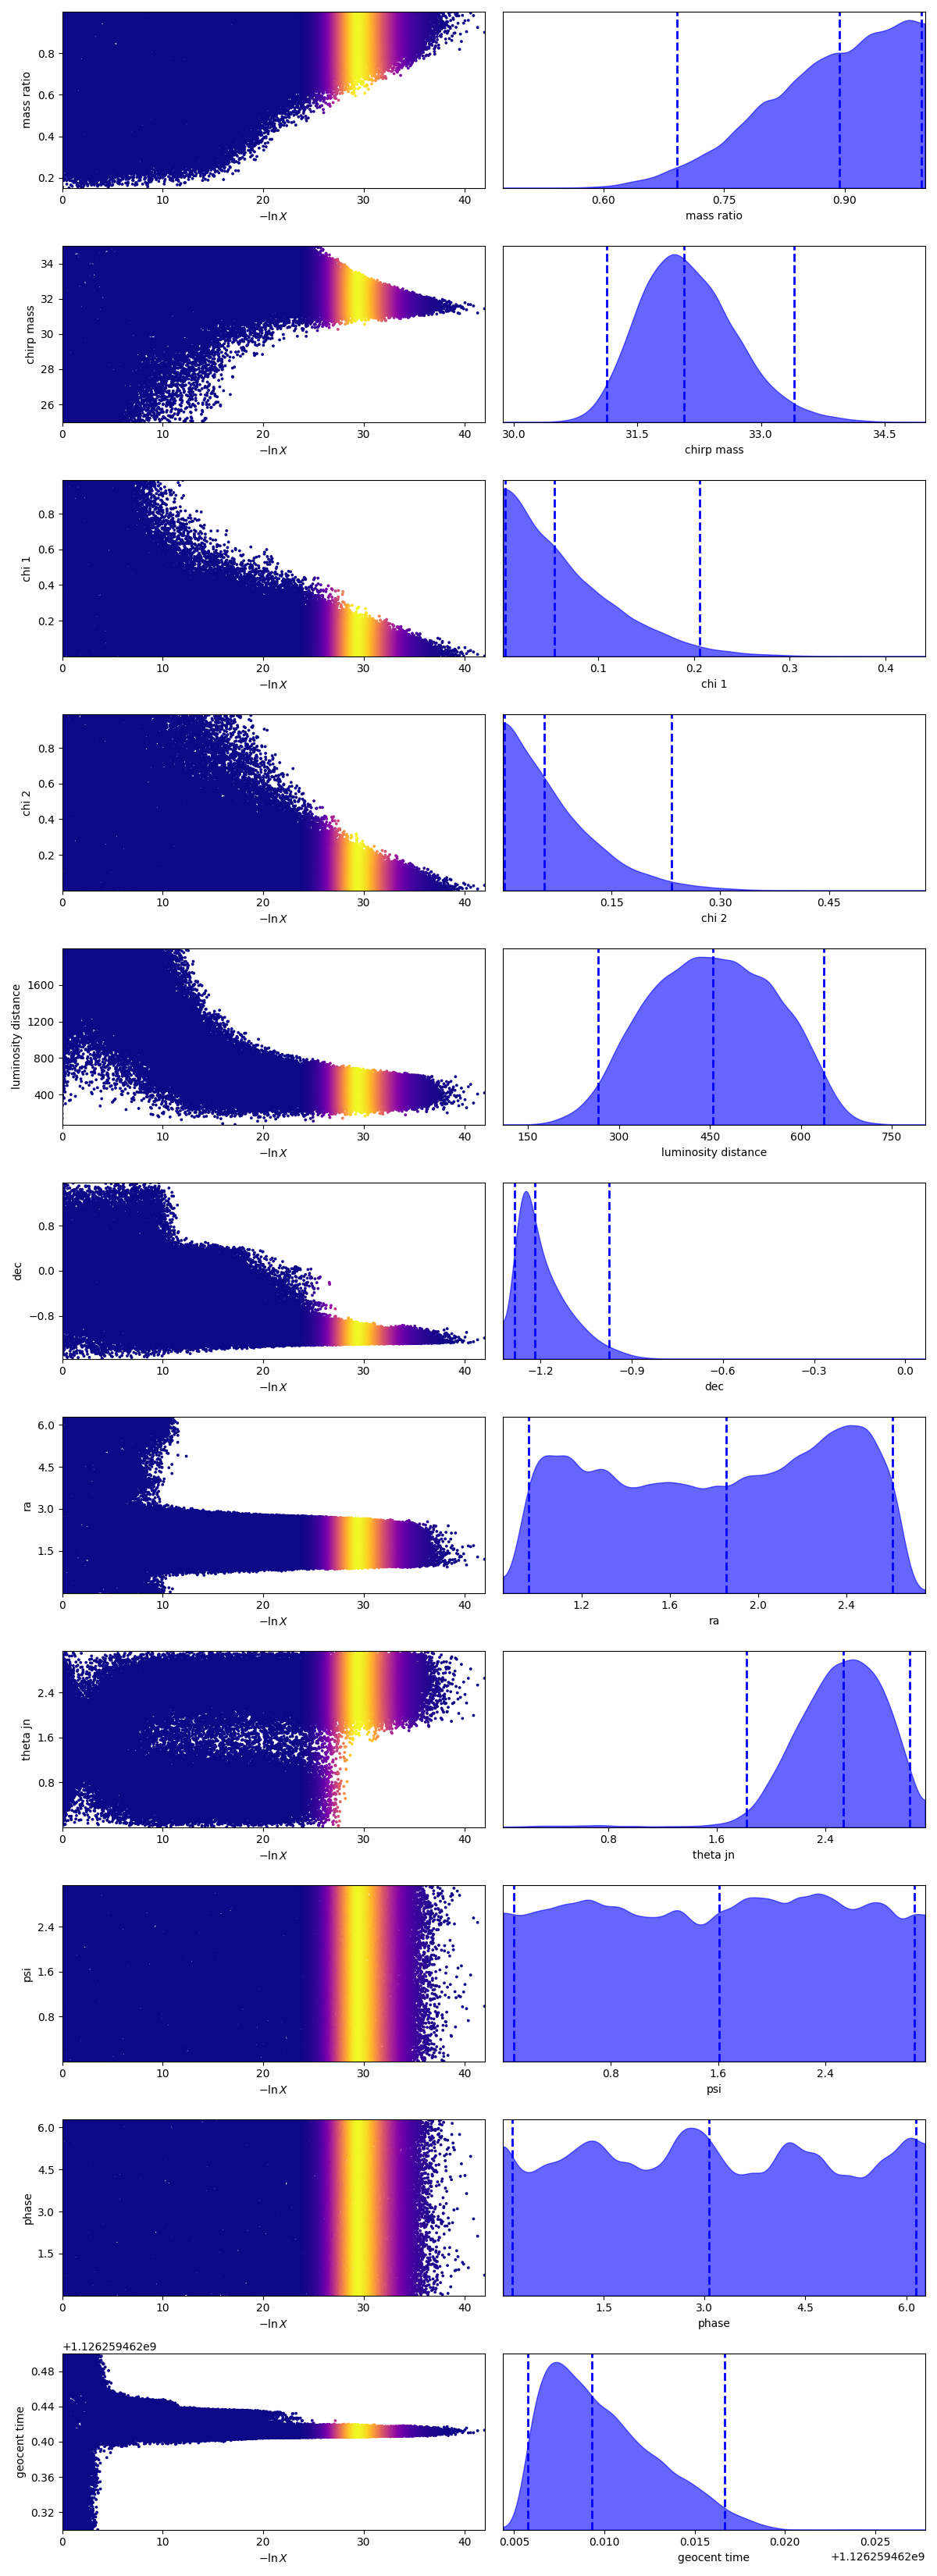 0.8
0.6
0.4
0.2
mass ratio
0 10 20 30 40
−ln X
0.60 0.75 0.90
mass ratio
34
32
30
28
26
chirp mass
0 10 20 30 40
−ln X
30.0 31.5 33.0 34.5
chirp mass
0.8
0.6
0.4
0.2
chi 1
0 10 20 30 40
−ln X
0.1 0.2 0.3 0.4
chi 1
0.8
0.6
0.4
0.2
chi 2
0 10 20 30 40
−ln X
0.15 0.30 0.45
chi 2
1600
1200
800
400
luminosity distance
0 10 20 30 40
−ln X
150 300 450 600 750
luminosity distance
0.8
0.0
−0.8
dec
0 10 20 30 40
−ln X
−1.2 −0.9 −0.6 −0.3 0.0
dec
6.0
4.5
3.0
1.5
ra
0 10 20 30 40
−ln X
1.2 1.6 2.0 2.4
ra
2.4
1.6
0.8
theta jn
0 10 20 30 40
−ln X
0.8 1.6 2.4
theta jn
2.4
1.6
0.8
psi
0 10 20 30 40
−ln X
0.8 1.6 2.4
psi
6.0
4.5
3.0
1.5
phase
0 10 20 30 40
−ln X
1.5 3.0 4.5 6.0
phase
+1.126259462e9
0.48
0.44
0.40
0.36
0.32
geocent time
0 10 20 30 40
−ln X
0.005 0.010 0.015 0.020 0.025
geocent time
+1.126259462e9